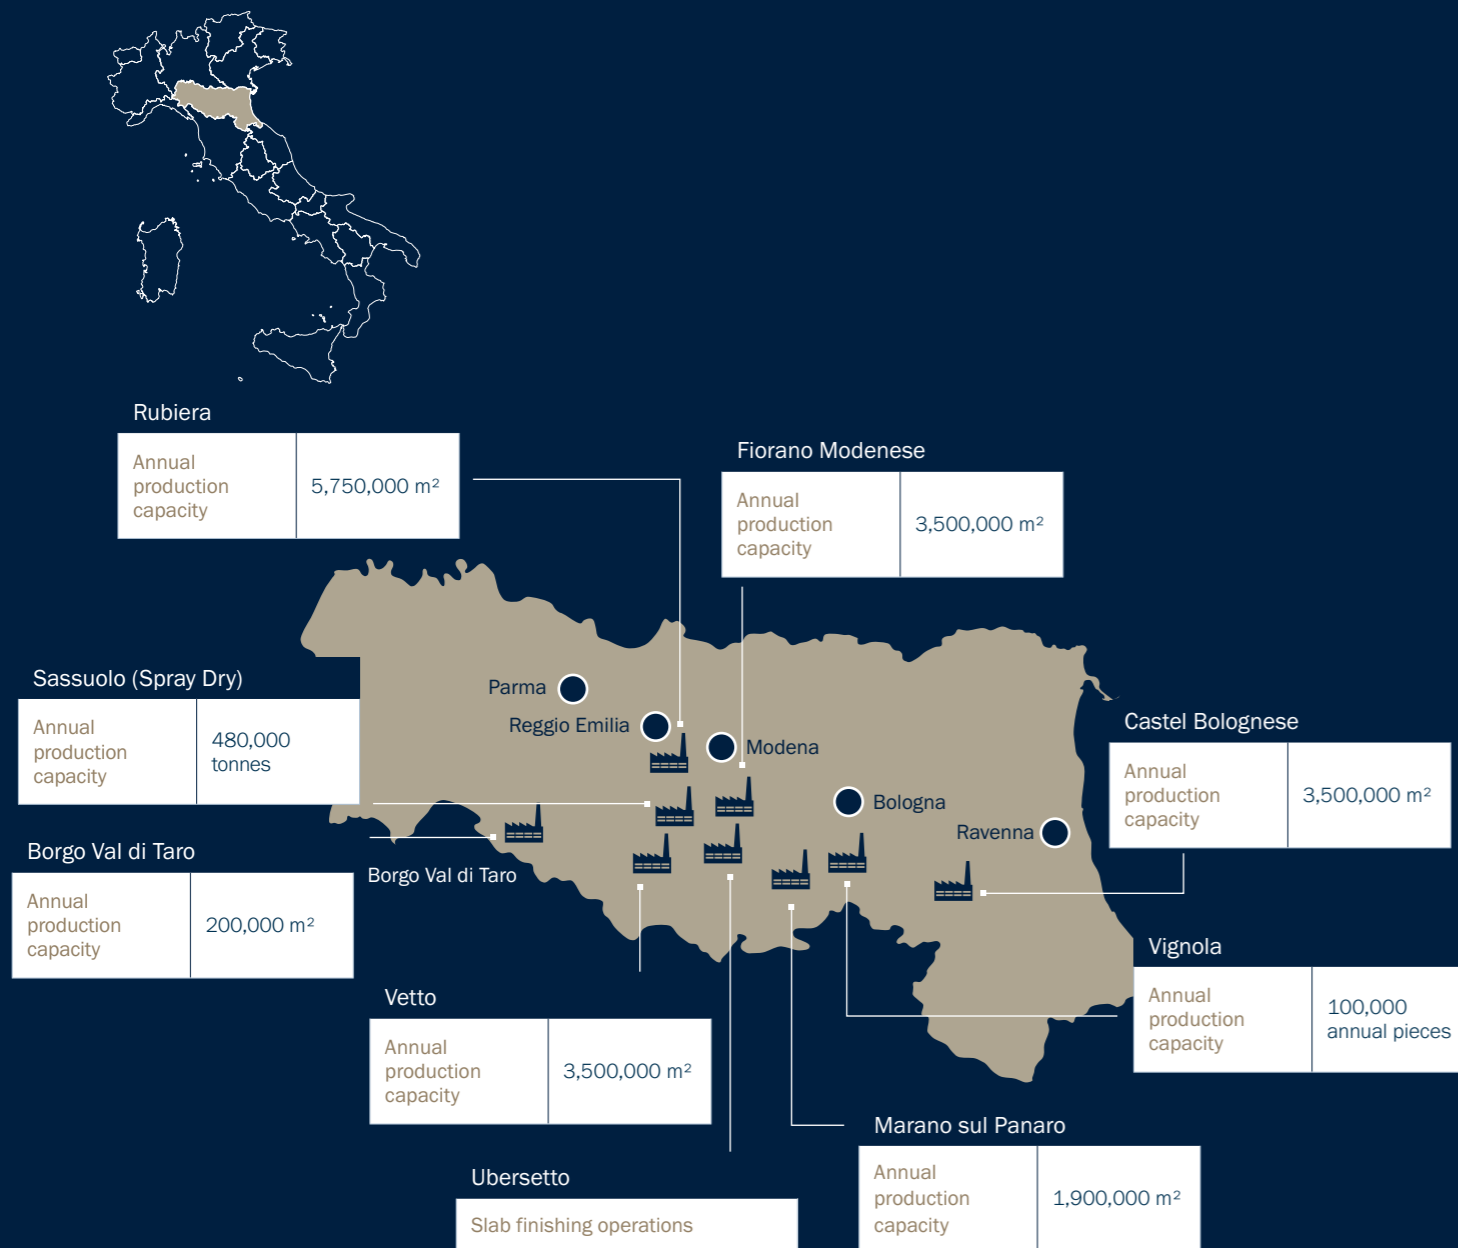 Rubiera
Annual
production
capacity
5,750,000 m²
Fiorano Modenese
Annual
production
capacity
3,500,000 m²
Sassuolo (Spray Dry)
Annual
production
capacity
480,000
tonnes
Parma
Reggio Emilia
Modena
Bologna
Ravenna
Castel Bolognese
Annual
production
capacity
3,500,000 m²
Borgo Val di Taro
Annual
production
capacity
200,000 m²
Borgo Val di Taro
Vignola
Annual
production
capacity
100,000
annual pieces
Vetto
Annual
production
capacity
3,500,000 m²
Marano sul Panaro
Annual
production
capacity
1,900,000 m²
Ubersetto
Slab finishing operations